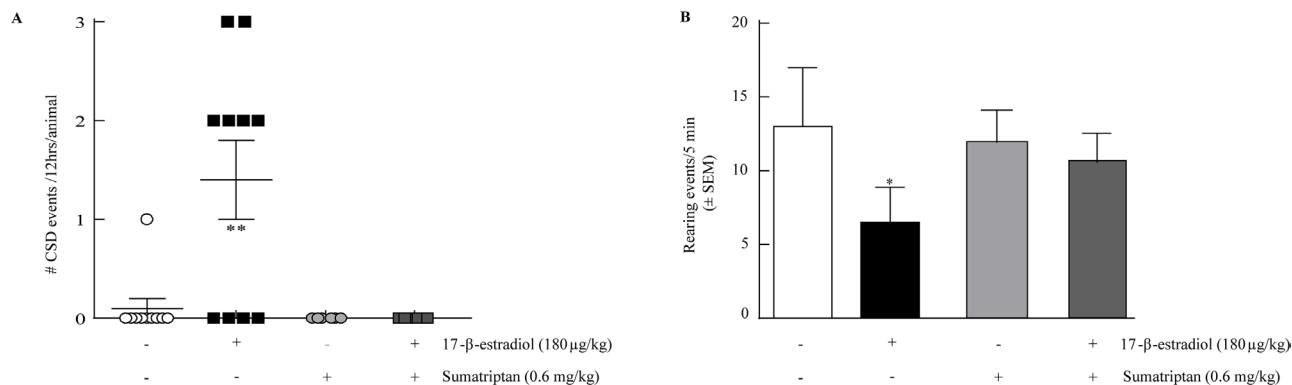 A
# CSD events /12hrs/animal
3
2
1
0
**
- + - + 17-β-estradiol (180 µg/kg)
- - + + Sumatriptan (0.6 mg/kg)
B
Rearing events/5 min
(± SEM)
20
15
10
5
0
*
- + - + 17-β-estradiol (180 µg/kg)
- - + + Sumatriptan (0.6 mg/kg)